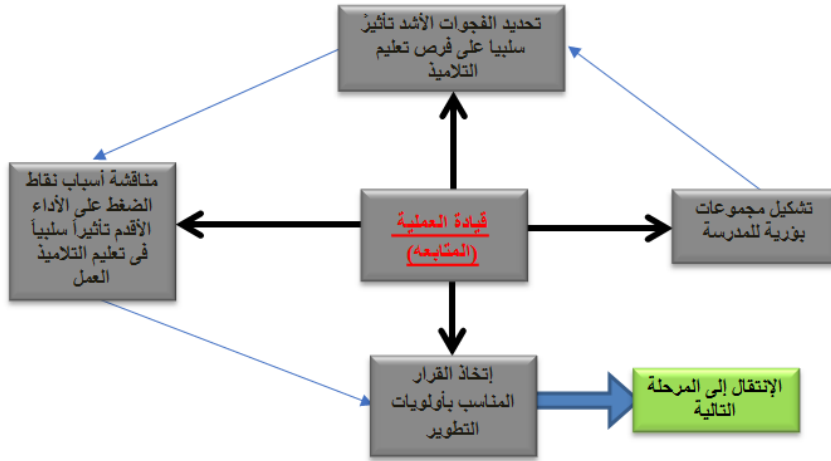 تحديد الفجوات الأشد تأثيرً
سلبيا على فرص تعليم
التلاميذ
مناقشة أسباب نقاط
الضغط على الأداء
الأقدم تأثيراً سلبياً
فى تعليم التلاميذ
العمل
قيادة العملية
(المتابعه)
تشكيل مجموعات
بؤرية للمدرسة
إتخاذ القرار
المناسب بأولويات
التطوير
الإنتقال إلى المرحلة
التالية